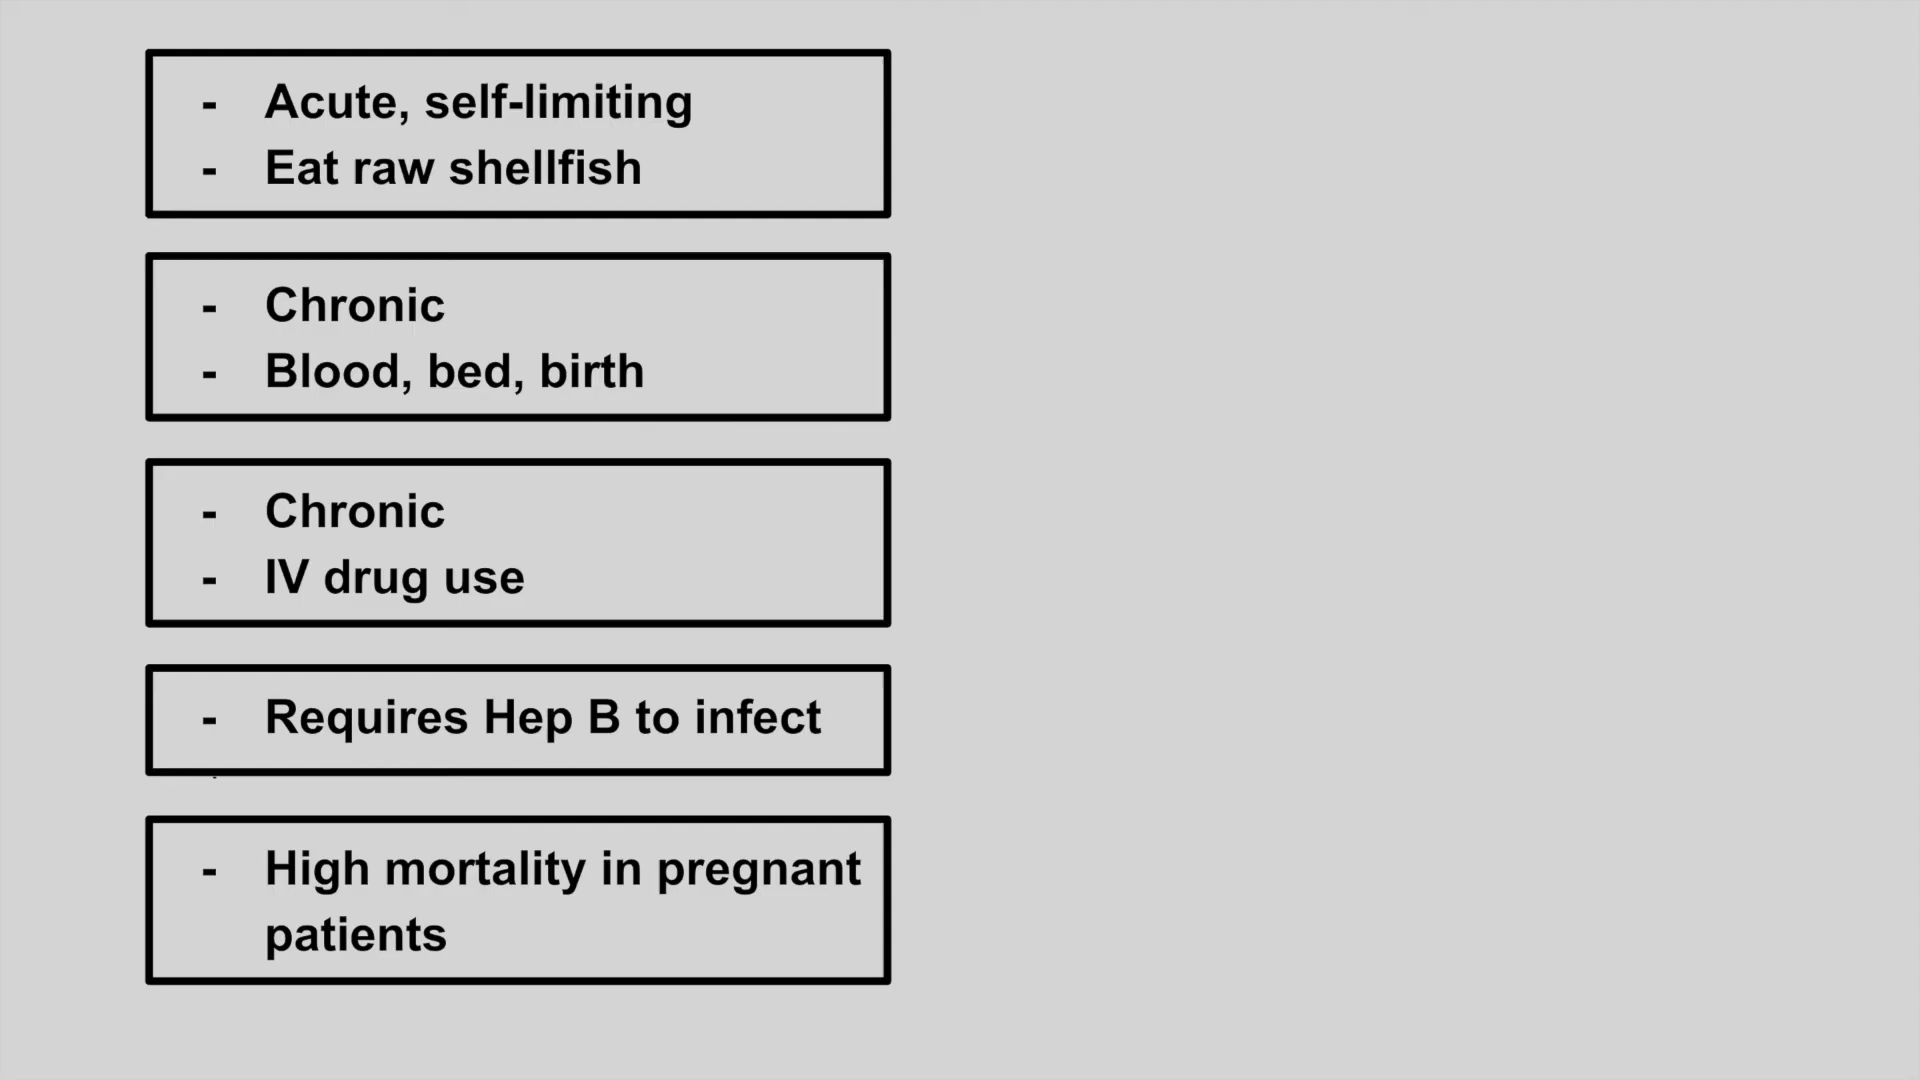 - Acute, self-limiting
- Eat raw shellfish
- Chronic
- Blood, bed, birth
- Chronic
- IV drug use
- Requires Hep B to infect
- High mortality in pregnant
patients